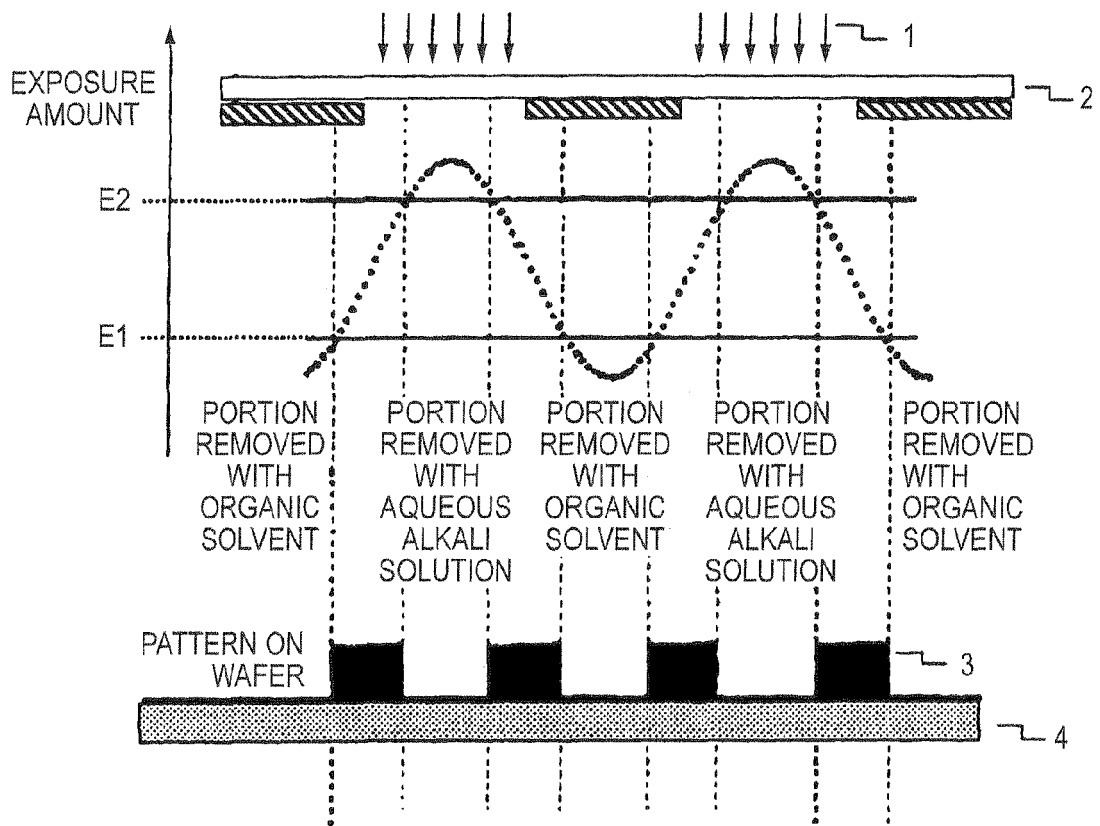 1
EXPOSURE
AMOUNT
2
E2
E1
PORTION
REMOVED
WITH
ORGANIC
SOLVENT
PORTION
REMOVED
WITH
AQUEOUS
ALKALI
SOLUTION
PORTION
REMOVED
WITH
ORGANIC
SOLVENT
PORTION
REMOVED
WITH
AQUEOUS
ALKALI
SOLUTION
PORTION
REMOVED
WITH
ORGANIC
SOLVENT
PATTERN ON
WAFER
3
4